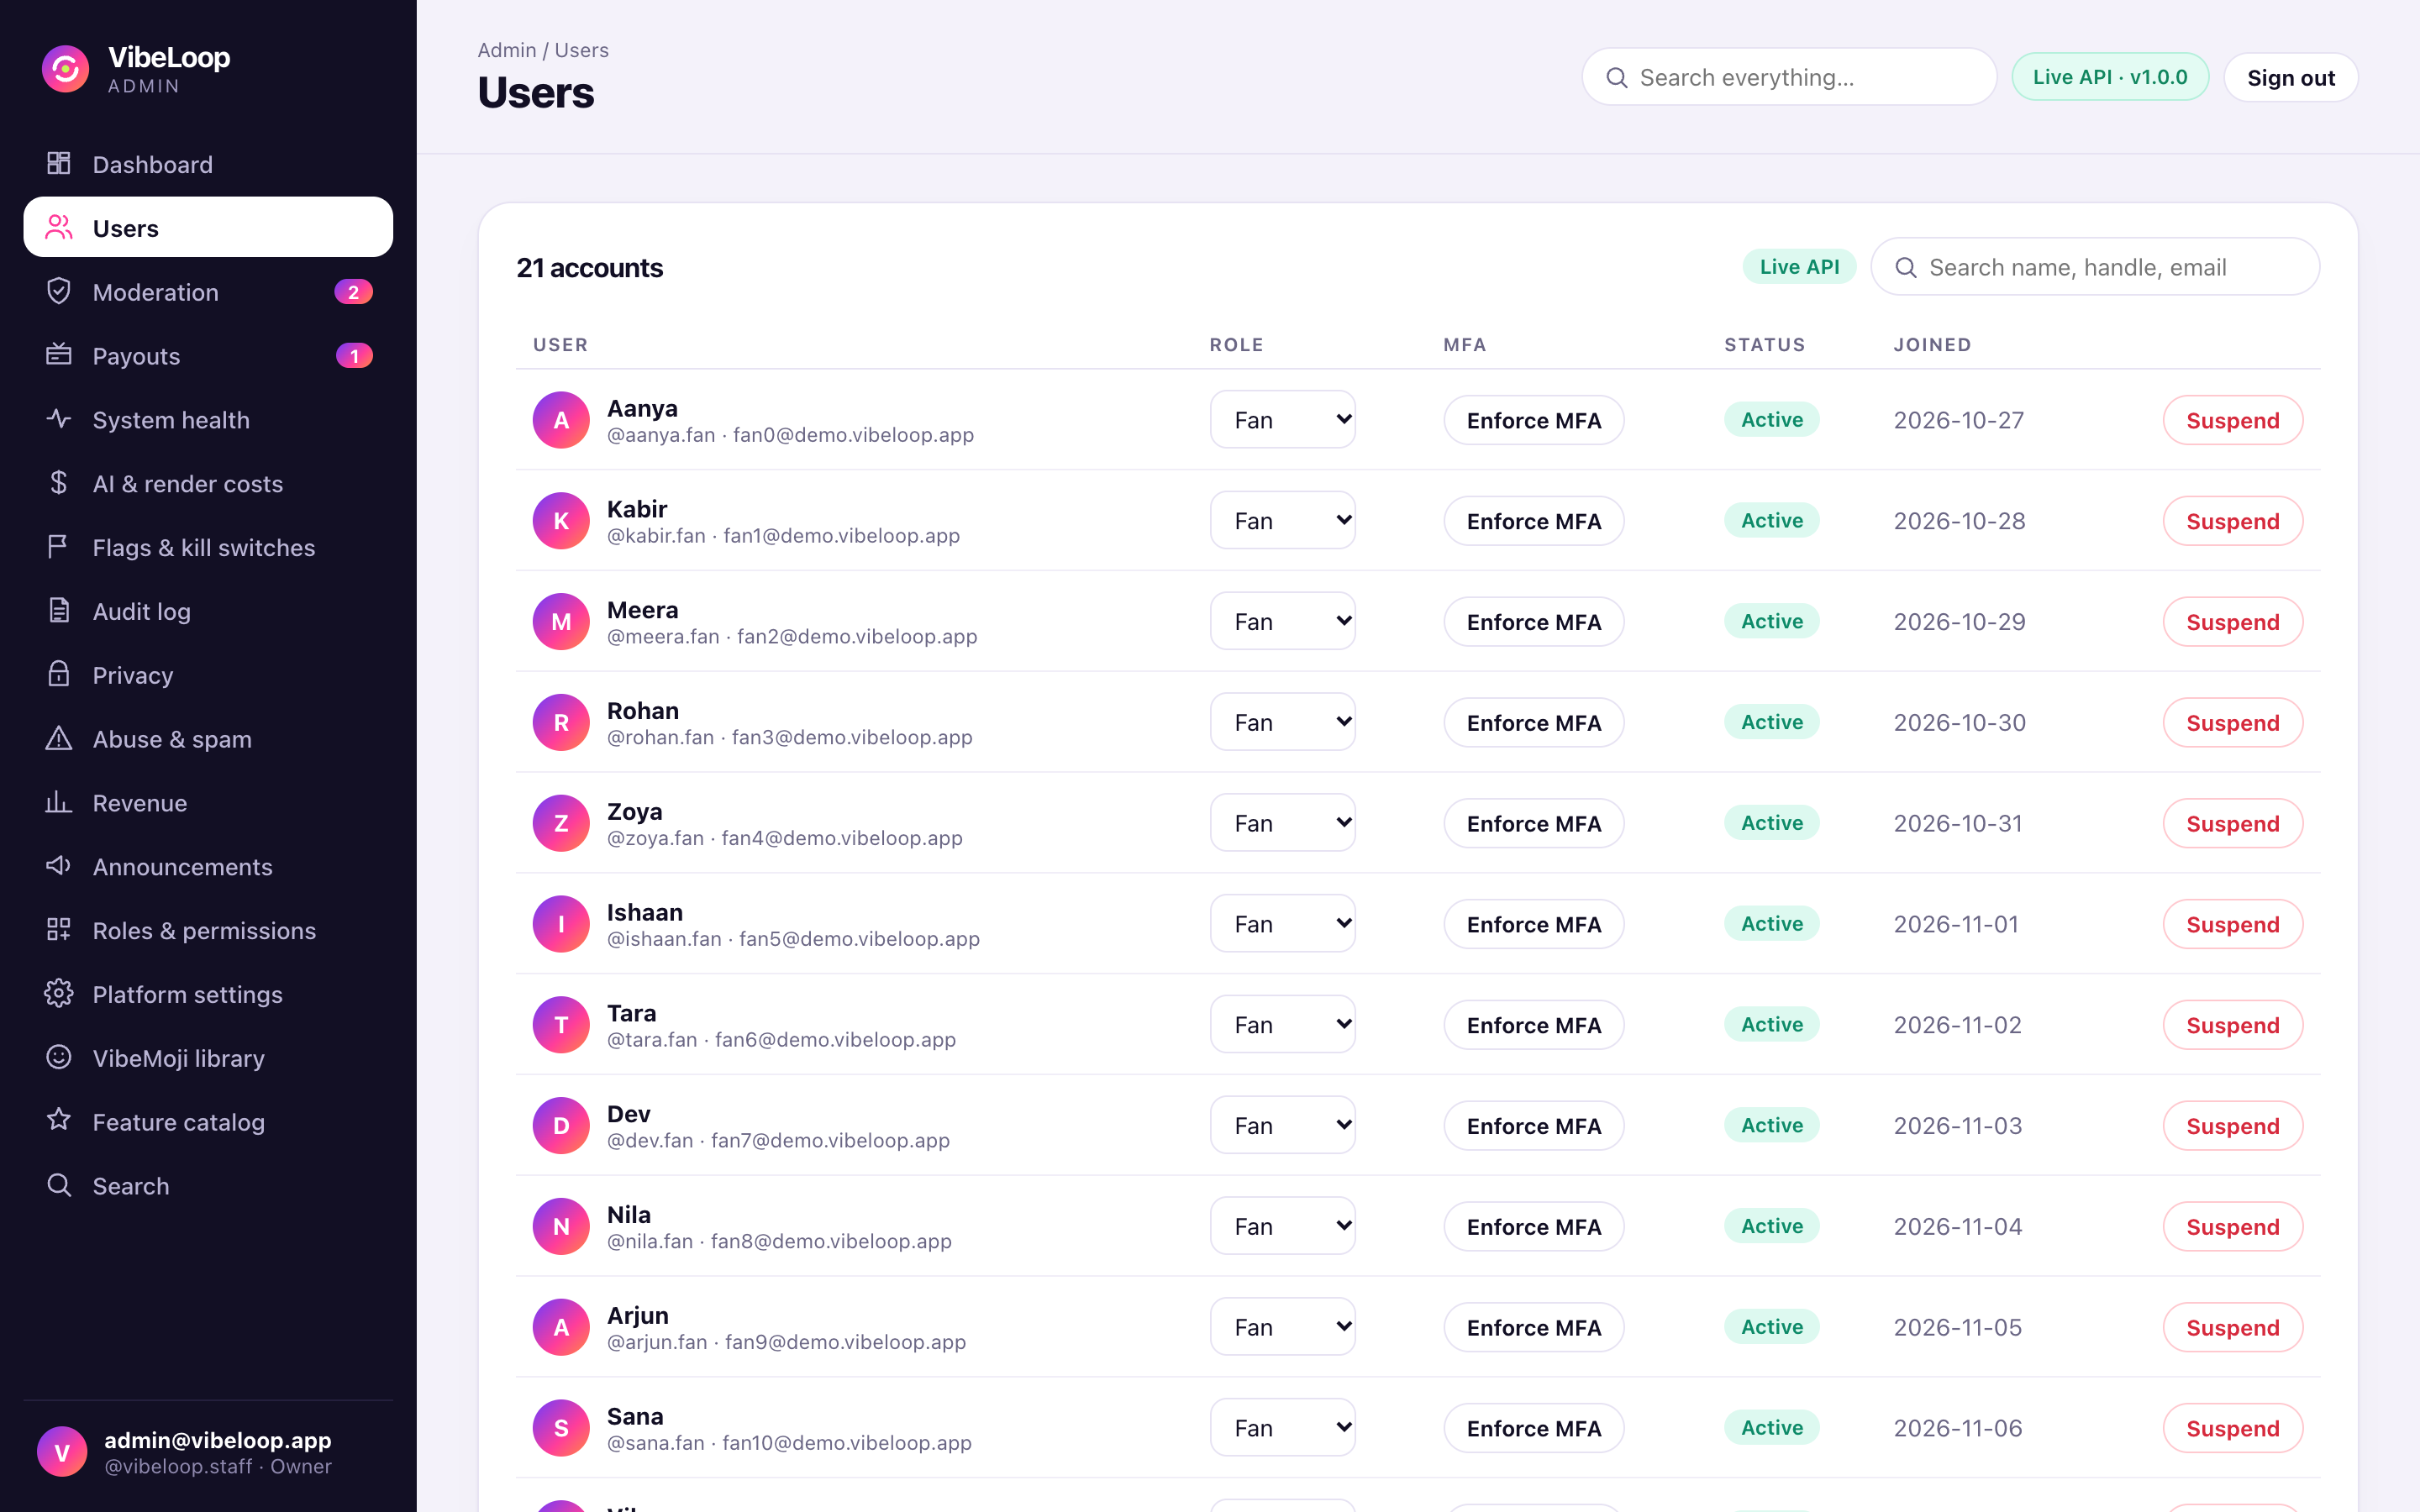 VibeLoop
ADMIN
Dashboard
Users
Moderation 2
Payouts 1
System health
AI & render costs
Flags & kill switches
Audit log
Privacy
Abuse & spam
Revenue
Announcements
Roles & permissions
Platform settings
VibeMoji library
Feature catalog
Search
V
admin@vibeloop.app
@vibeloop.staff · Owner
Admin / Users
Users
Search everything...
Live API · v1.0.0
Sign out
21 accounts
Live API
Search name, handle, email
USER ROLE MFA STATUS JOINED
A Aanya Fan Enforce MFA Active 2026-10-27 Suspend
@aanya.fan · fan0@demo.vibeloop.app
K Kabir Fan Enforce MFA Active 2026-10-28 Suspend
@kabir.fan · fan1@demo.vibeloop.app
M Meera Fan Enforce MFA Active 2026-10-29 Suspend
@meera.fan · fan2@demo.vibeloop.app
R Rohan Fan Enforce MFA Active 2026-10-30 Suspend
@rohan.fan · fan3@demo.vibeloop.app
Z Zoya Fan Enforce MFA Active 2026-10-31 Suspend
@zoya.fan · fan4@demo.vibeloop.app
I Ishaan Fan Enforce MFA Active 2026-11-01 Suspend
@ishaan.fan · fan5@demo.vibeloop.app
T Tara Fan Enforce MFA Active 2026-11-02 Suspend
@tara.fan · fan6@demo.vibeloop.app
D Dev Fan Enforce MFA Active 2026-11-03 Suspend
@dev.fan · fan7@demo.vibeloop.app
N Nila Fan Enforce MFA Active 2026-11-04 Suspend
@nila.fan · fan8@demo.vibeloop.app
A Arjun Fan Enforce MFA Active 2026-11-05 Suspend
@arjun.fan · fan9@demo.vibeloop.app
S Sana Fan Enforce MFA Active 2026-11-06 Suspend
@sana.fan · fan10@demo.vibeloop.app